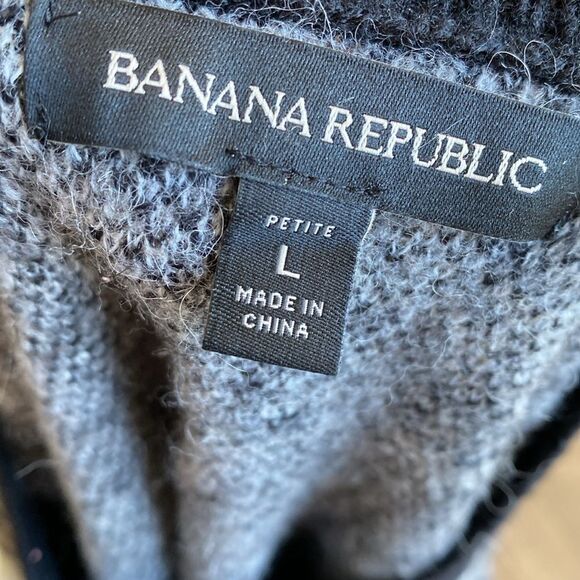 BANANA REPUBLIC
PETITE
L
MADE IN
CHINA